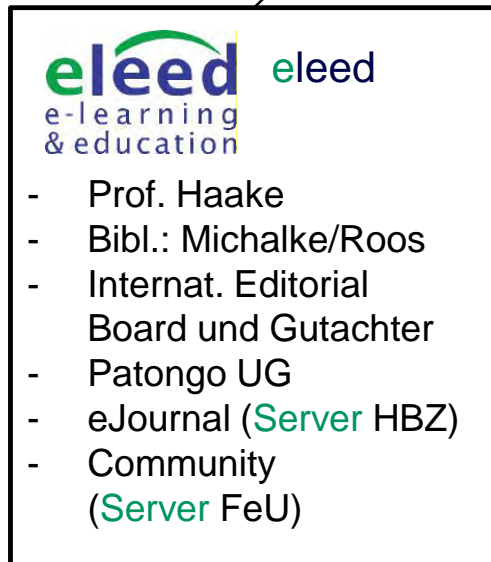 eleed eleed
e-learning
& education
- Prof. Haake
- Bibl.: Michalke/Roos
- Internat. Editorial
Board und Gutachter
- Patongo UG
- eJournal (Server HBZ)
- Community
(Server FeU)